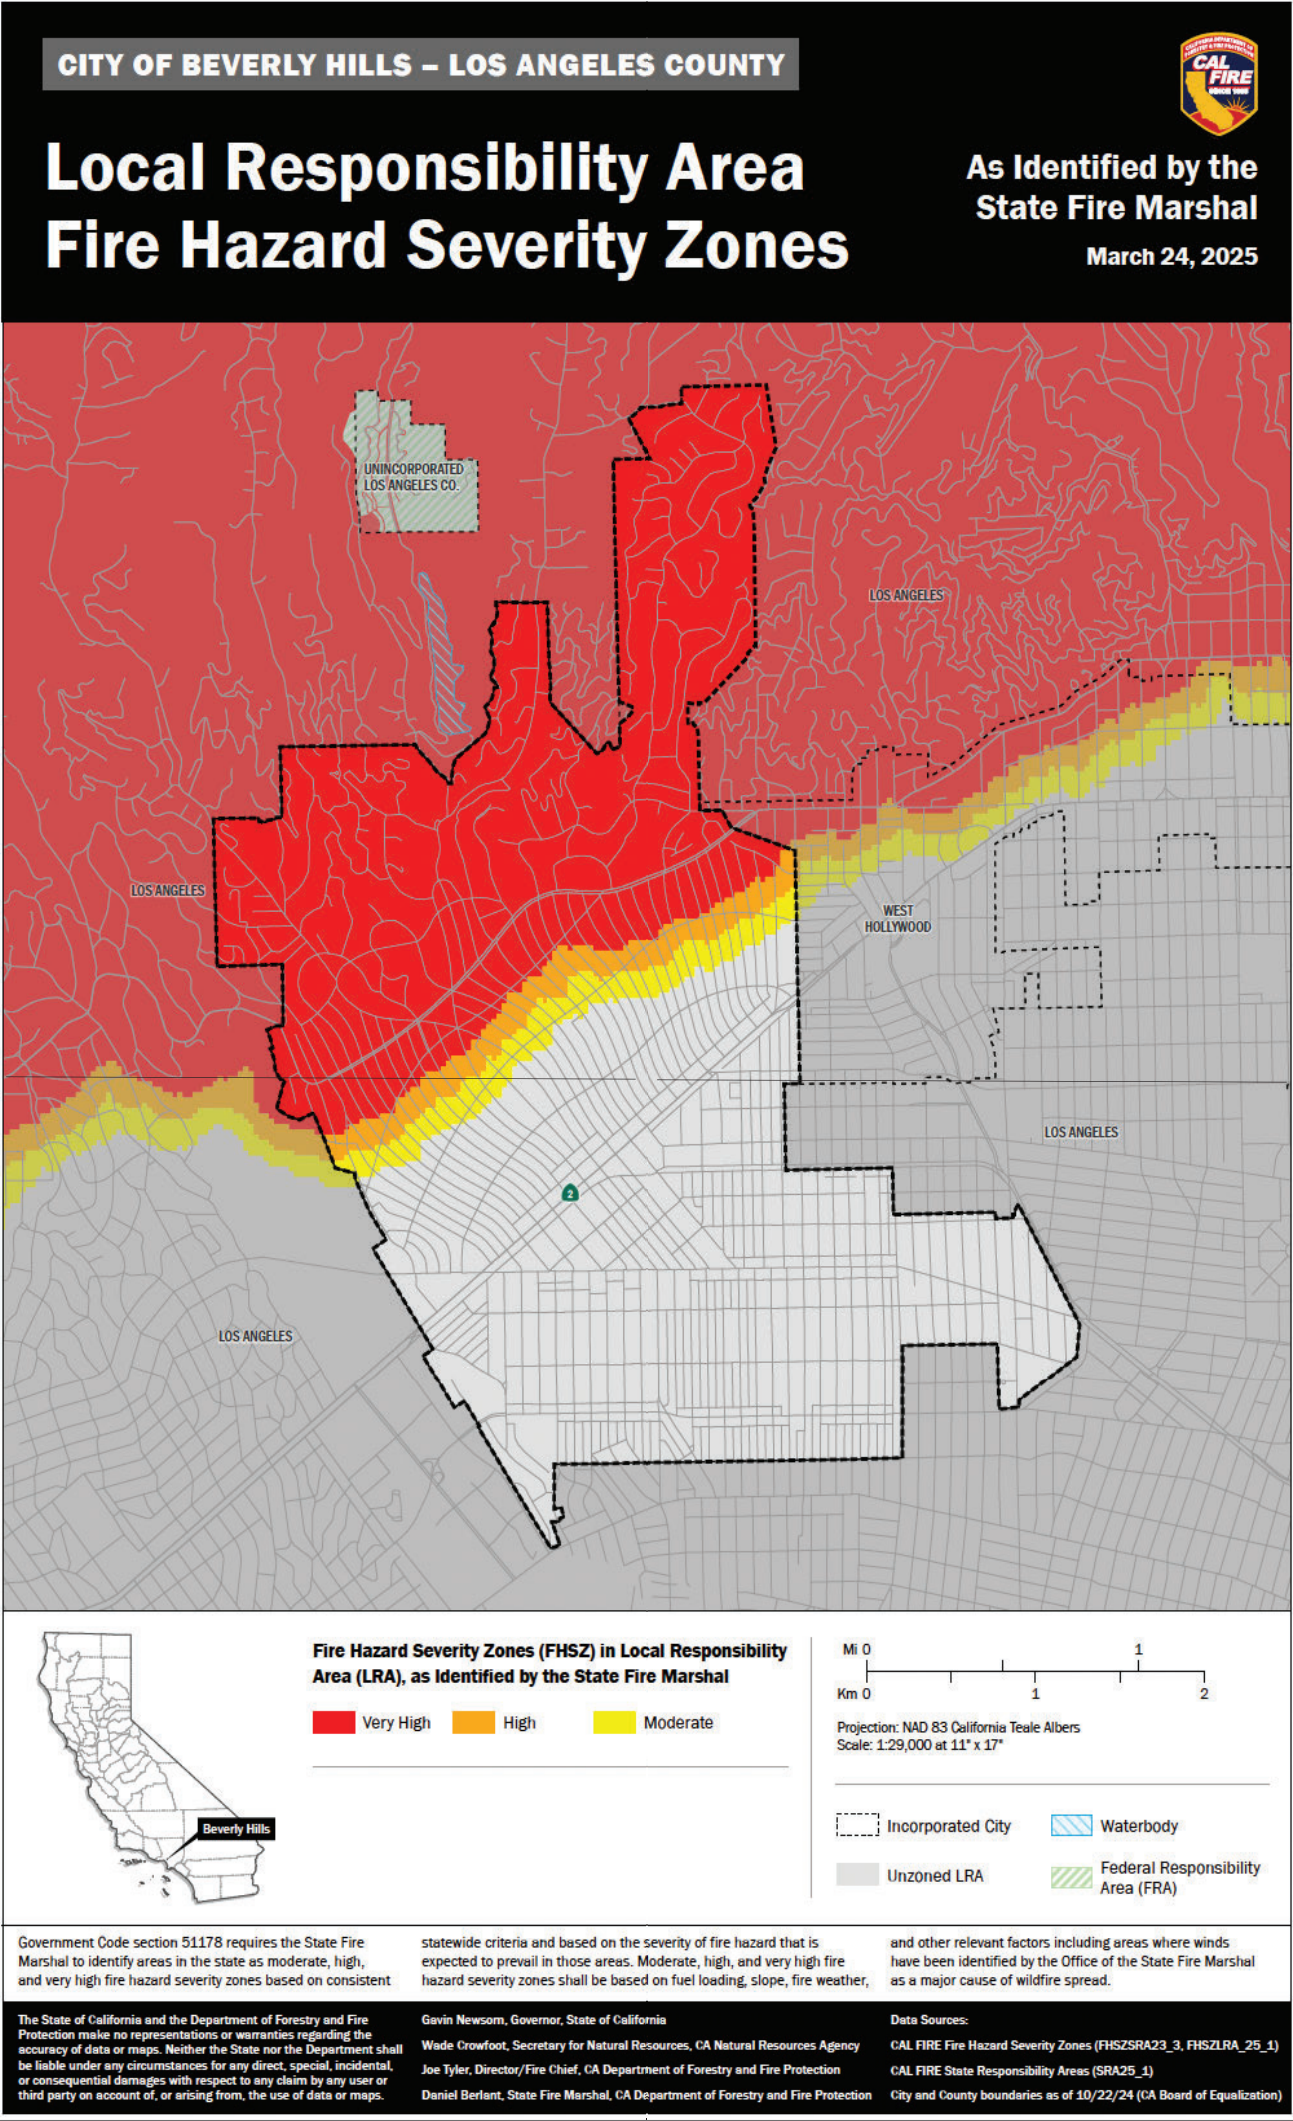 CITY OF BEVERLY HILLS – LOS ANGELES COUNTY
CALIFORNIA DEPARTMENT OF
FORESTRY & FIRE PROTECTION
CAL
FIRE
SINCE 1885
Local Responsibility Area
Fire Hazard Severity Zones
As Identified by the
State Fire Marshal
March 24, 2025
UNINCORPORATED
LOS ANGELES CO.
LOS ANGELES
LOS ANGELES
WEST
HOLLYWOOD
LOS ANGELES
2
LOS ANGELES
Beverly Hills
Fire Hazard Severity Zones (FHSZ) in Local Responsibility
Area (LRA), as Identified by the State Fire Marshal
Very High
High
Moderate
Mi 0 1
Km 0 1 2
Projection: NAD 83 California Teale Albers
Scale: 1:29,000 at 11" x 17"
Incorporated City
Waterbody
Unzoned LRA
Federal Responsibility
Area (FRA)
Government Code section 51178 requires the State Fire
Marshal to identify areas in the state as moderate, high,
and very high fire hazard severity zones based on consistent
statewide criteria and based on the severity of fire hazard that is
expected to prevail in those areas. Moderate, high, and very high fire
hazard severity zones shall be based on fuel loading, slope, fire weather,
and other relevant factors including areas where winds
have been identified by the Office of the State Fire Marshal
as a major cause of wildfire spread.
The State of California and the Department of Forestry and Fire
Protection make no representations or warranties regarding the
accuracy of data or maps. Neither the State nor the Department shall
be liable under any circumstances for any direct, special, incidental,
or consequential damages with respect to any claim by any user or
third party on account of, or arising from, the use of data or maps.
Gavin Newsom, Governor, State of California
Wade Crowfoot, Secretary for Natural Resources, CA Natural Resources Agency
Joe Tyler, Director/Fire Chief, CA Department of Forestry and Fire Protection
Daniel Berlant, State Fire Marshal, CA Department of Forestry and Fire Protection
Data Sources:
CAL FIRE Fire Hazard Severity Zones (FHSZSRA23_3, FHSZLRA_25_1)
CAL FIRE State Responsibility Areas (SRA25_1)
City and County boundaries as of 10/22/24 (CA Board of Equalization)